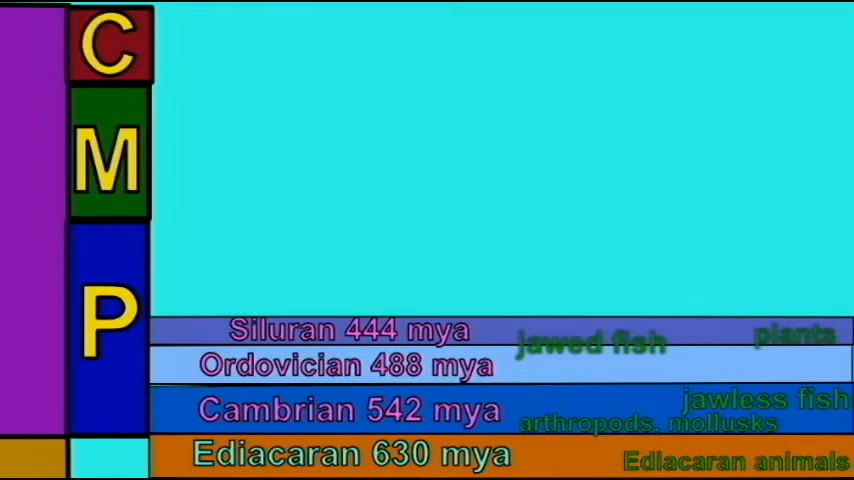 C
M
P
Siluran 444 mya
plants
jawed fish
Ordovician 488 mya
jawless fish
Cambrian 542 mya
arthropods, mollusks
Ediacaran 630 mya
Ediacaran animals